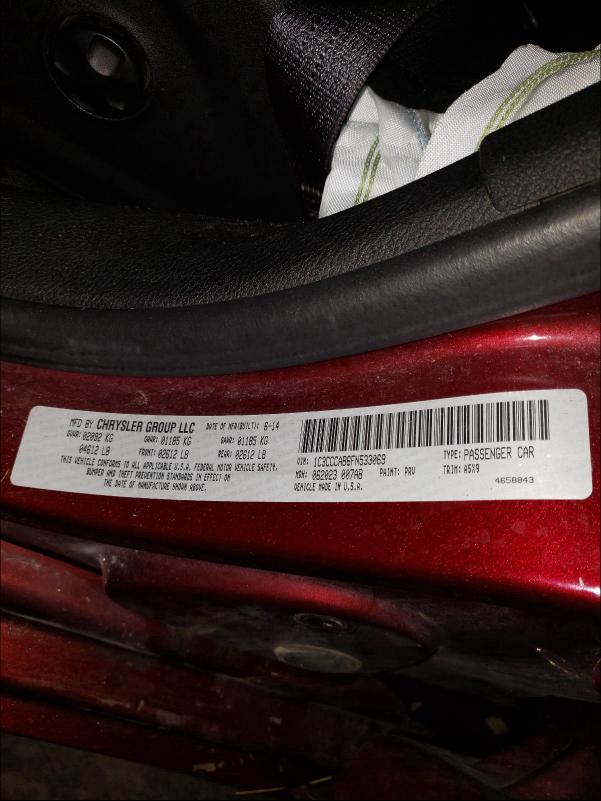 MFD BY CHRYSLER GROUP LLC DATE OF MFR(BUILT): 6-14
GVWR: 02092 KG GAWR: 01185 KG GAWR: 01185 KG
04612 LB FRONT: 02612 LB REAR: 02612 LB
THIS VEHICLE CONFORMS TO ALL APPLICABLE U.S.A. FEDERAL MOTOR VEHICLE SAFETY,
BUMPER AND THEFT PREVENTION STANDARDS IN EFFECT ON
THE DATE OF MANUFACTURE SHOWN ABOVE.
VIN: 1C3CCCAB6FN533069 TYPE: PASSENGER CAR
MDH: 062023 007AB PAINT: PRV TRIM: A5X9
VEHICLE MADE IN U.S.A. 4658843